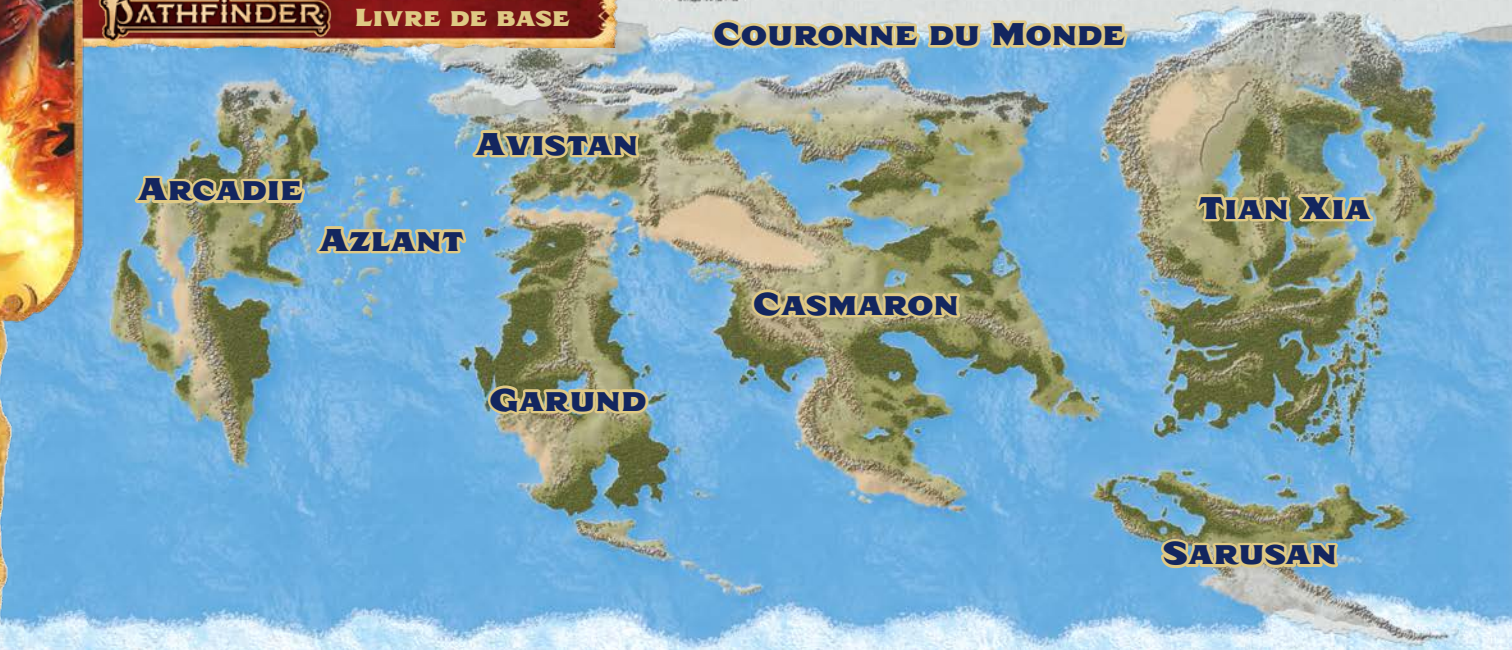 PATHFINDER LIVRE DE BASE
COURONNE DU MONDE
AVISTAN
ARCADIE
AZLANT
TIAN XIA
CASMARON
GARUND
SARUSAN